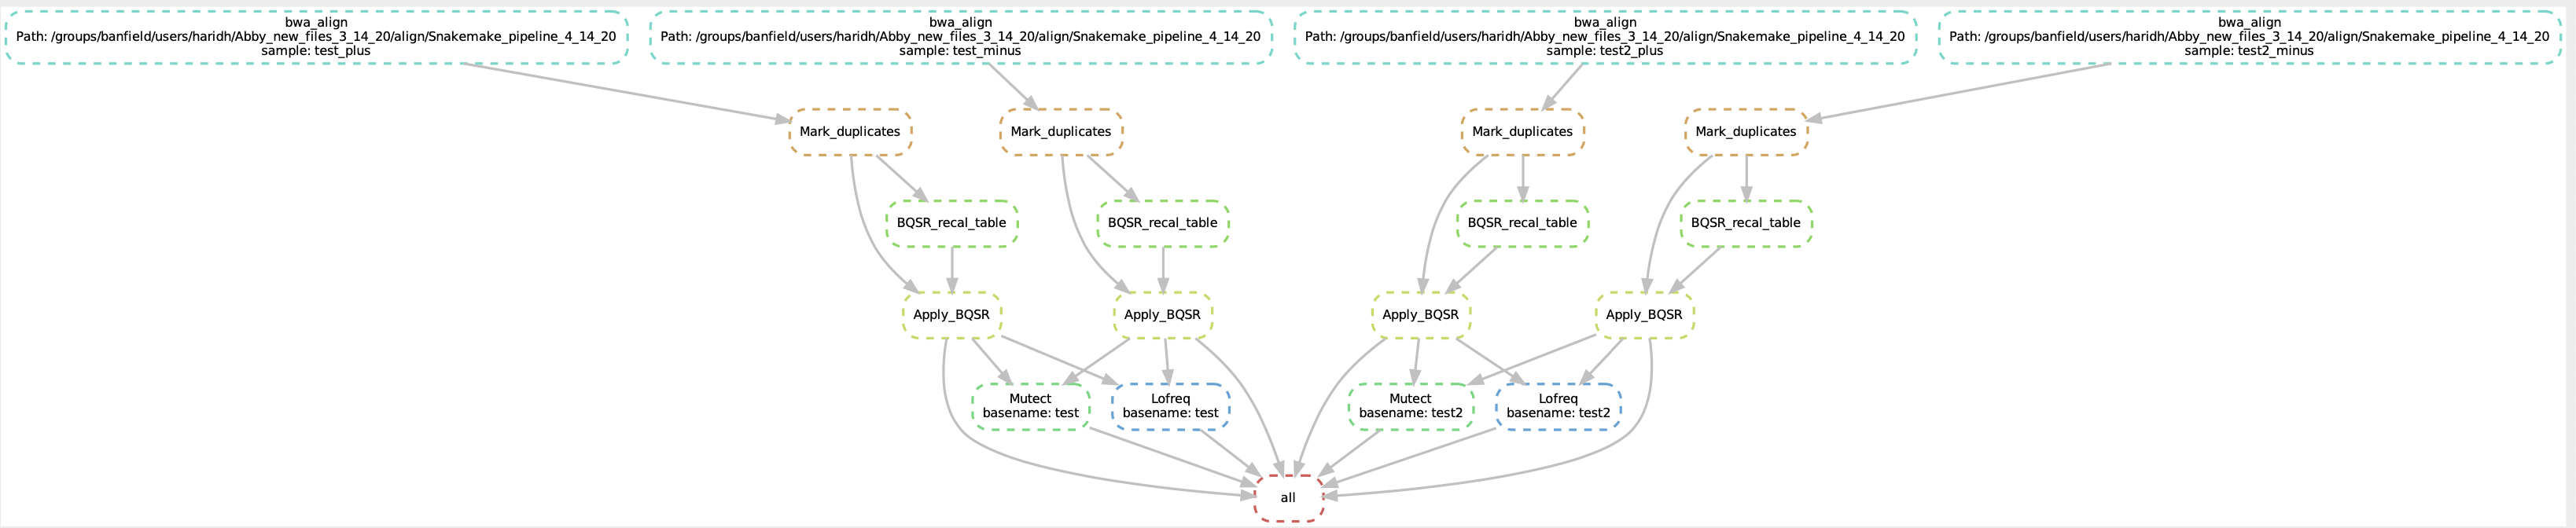 bwa_align
Path: /groups/banfield/users/haridh/Abby_new_files_3_14_20/align/Snakemake_pipeline_4_14_20
sample: test_plus
bwa_align
Path: /groups/banfield/users/haridh/Abby_new_files_3_14_20/align/Snakemake_pipeline_4_14_20
sample: test_minus
bwa_align
Path: /groups/banfield/users/haridh/Abby_new_files_3_14_20/align/Snakemake_pipeline_4_14_20
sample: test2_plus
bwa_align
Path: /groups/banfield/users/haridh/Abby_new_files_3_14_20/align/Snakemake_pipeline_4_14_20
sample: test2_minus
Mark_duplicates
Mark_duplicates
Mark_duplicates
Mark_duplicates
BQSR_recal_table
BQSR_recal_table
BQSR_recal_table
BQSR_recal_table
Apply_BQSR
Apply_BQSR
Apply_BQSR
Apply_BQSR
Mutect
basename: test
Lofreq
basename: test
Mutect
basename: test2
Lofreq
basename: test2
all